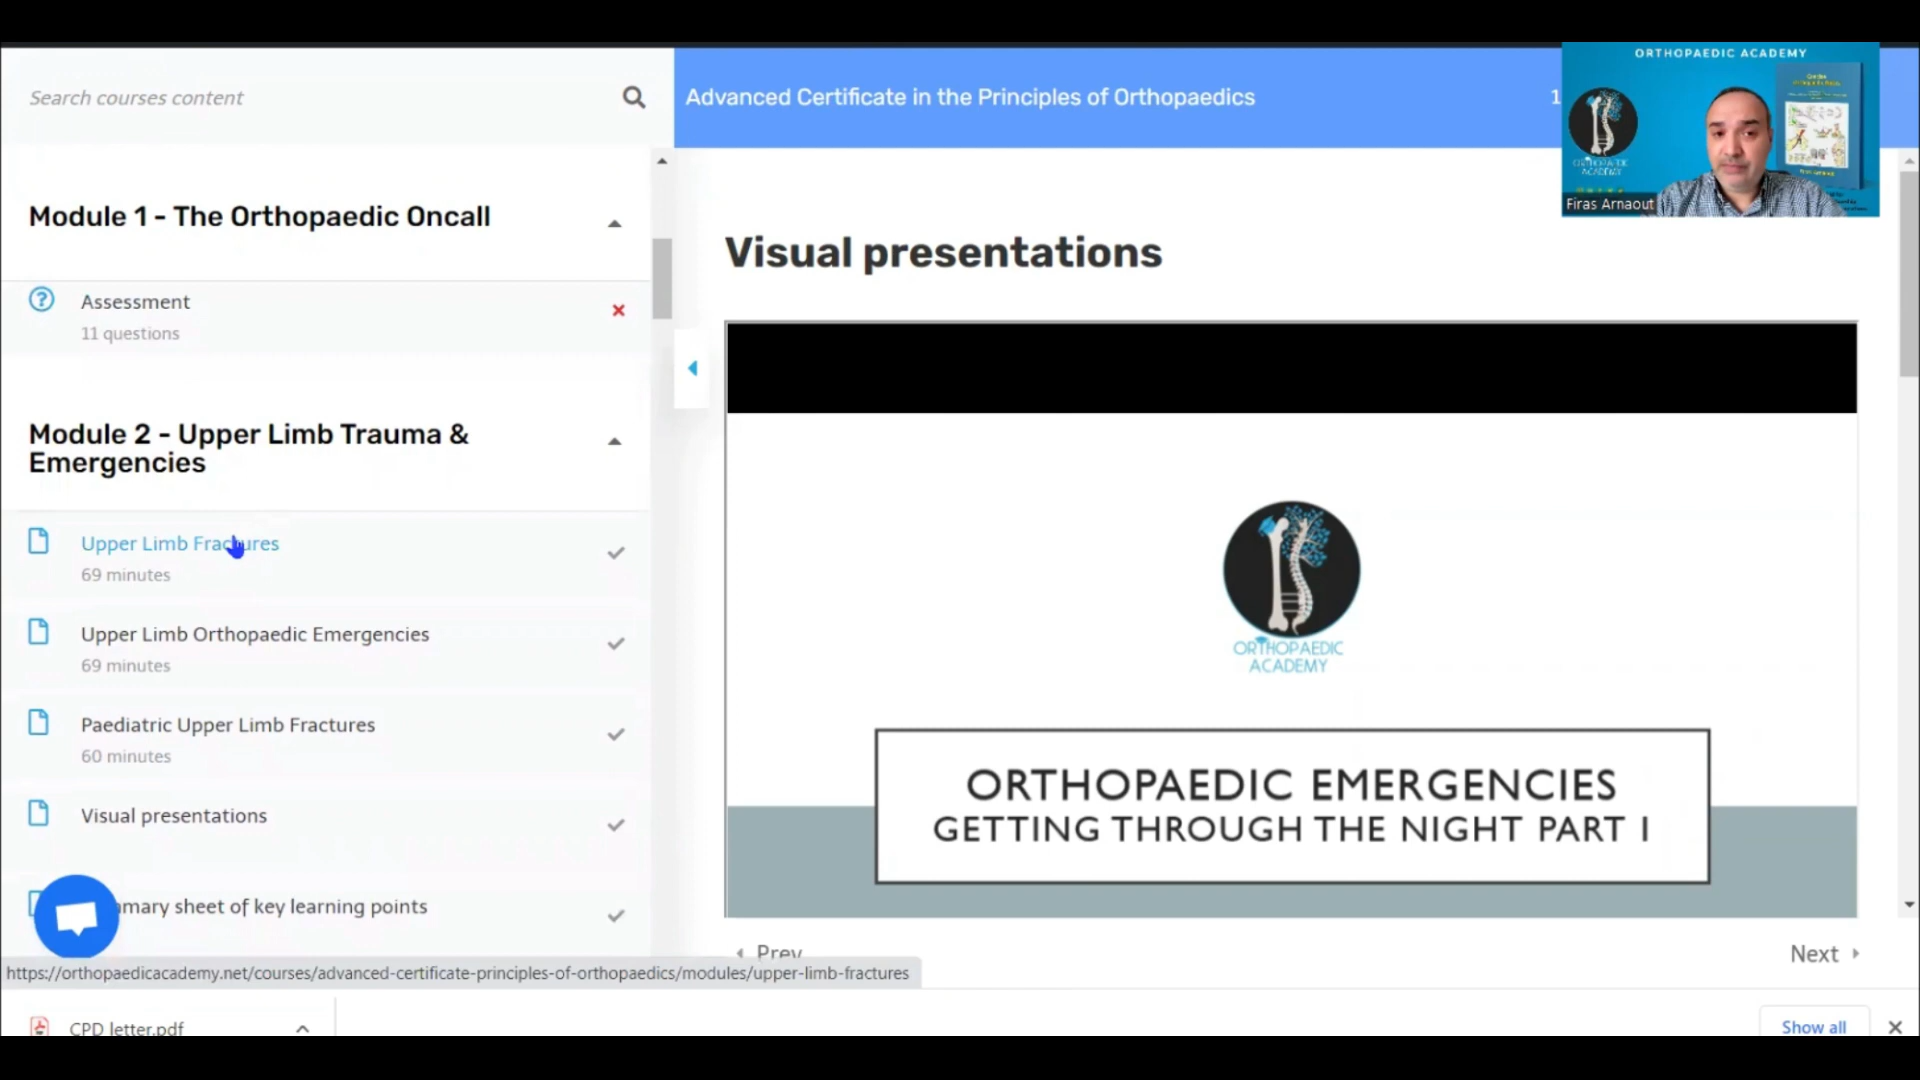 Search courses content
Advanced Certificate in the Principles of Orthopaedics
1
ORTHOPAEDIC ACADEMY
ORTHOPAEDIC
ACADEMY
Firas Arnaout
Module 1 - The Orthopaedic Oncall
Assessment
11 questions
Module 2 - Upper Limb Trauma &
Emergencies
Upper Limb Fractures
69 minutes
Upper Limb Orthopaedic Emergencies
69 minutes
Paediatric Upper Limb Fractures
60 minutes
Visual presentations
mary sheet of key learning points
Visual presentations
ORTHOPAEDIC
ACADEMY
ORTHOPAEDIC EMERGENCIES
GETTING THROUGH THE NIGHT PART I
Prev
Next
https://orthopaedicacademy.net/courses/advanced-certificate-principles-of-orthopaedics/modules/upper-limb-fractures
CPD letter.pdf
Show all